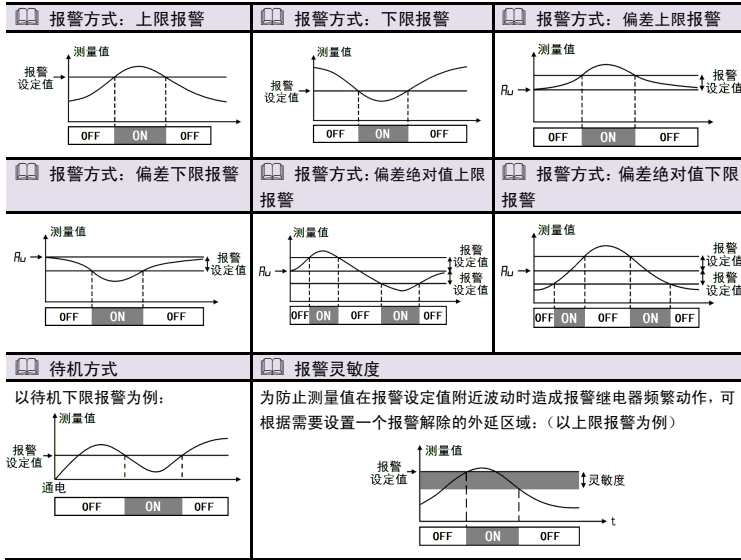 报警方式：上限报警
测量值
报警
设定值
OFF ON OFF
报警方式：下限报警
测量值
报警
设定值
OFF ON OFF
报警方式：偏差上限报警
测量值
Au
报警
设定值
OFF ON OFF
报警方式：偏差下限报警
测量值
Au
报警
设定值
OFF ON OFF
报警方式：偏差绝对值上限
报警
测量值
Au
报警
设定值
报警
设定值
OFF ON OFF ON OFF
报警方式：偏差绝对值下限
报警
测量值
Au
报警
设定值
报警
设定值
OFF ON OFF ON OFF
待机方式
以待机下限报警为例：
测量值
报警
设定值
通电
OFF ON OFF
报警灵敏度
为防止测量值在报警设定值附近波动时造成报警继电器频繁动作，可
根据需要设置一个报警解除的外延区域：（以上限报警为例）
测量值
报警
设定值
灵敏度
t
OFF ON OFF